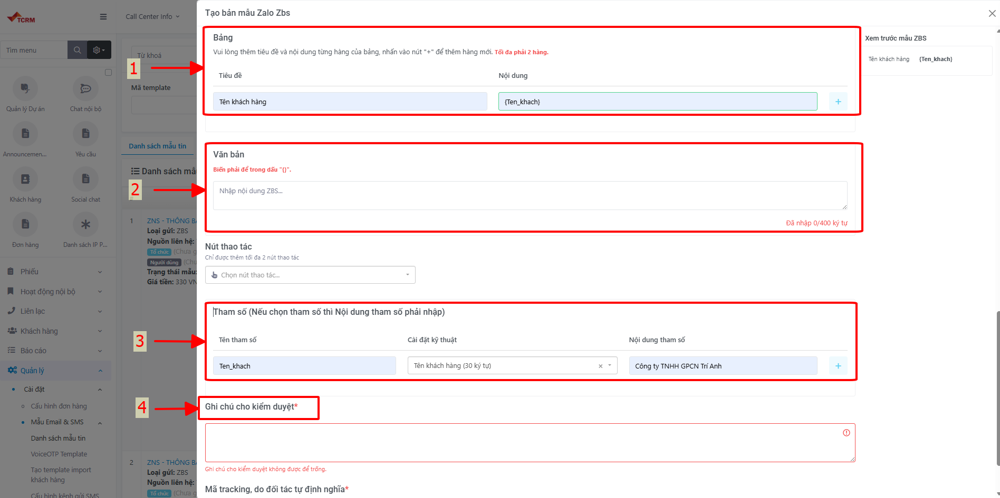 TCRM
Call Center Info
Tìm menu
Quản lý Dự án
Chat nội bộ
Announcemen...
Yêu cầu
Khách hàng
Social chat
Đơn hàng
Danh sách IP P...
Phiếu
Hoạt động nội bộ
Liên lạc
Khách hàng
Báo cáo
Quản lý
Cài đặt
Cấu hình đơn hàng
Mẫu Email & SMS
Danh sách mẫu tin
VoiceOTP Template
Tạo template import
khách hàng
Cấu hình kênh gửi SMS
Từ khoá
Mã template
Danh sách mẫu tin
Danh sách mẫu
#
1
ZNS - THÔNG BÁ
Loại gửi: ZBS
Nguồn liên hệ:
Tổ chức (Chưa g
Người dùng (Chu
Trạng thái mẫu:
Giá tiền: 330 VN
2
ZNS - THÔNG BÁ
Loại gửi: ZBS
Nguồn liên hệ:
Tổ chức (Chưa g
Tạo bản mẫu Zalo Zbs
1
Bảng
Vui lòng thêm tiêu đề và nội dung từng hàng của bảng, nhấn vào nút "+" để thêm hàng mới. Tối đa phải 2 hàng.
Tiêu đề
Nội dung
Tên khách hàng
{Ten_khach}
+
2
Văn bản
Biến phải để trong dấu "{}".
Nhập nội dung ZBS...
Đã nhập 0/400 ký tự
Nút thao tác
Chỉ được thêm tối đa 2 nút thao tác
Chọn nút thao tác...
3
Tham số (Nếu chọn tham số thì Nội dung tham số phải nhập)
Tên tham số
Cài đặt kỹ thuật
Nội dung tham số
Ten_khach
Tên khách hàng (30 ký tự)
×
Công ty TNHH GPCN Trí Anh
+
4
Ghi chú cho kiểm duyệt*
Ghi chú cho kiểm duyệt không được để trống.
Mã tracking, do đối tác tự định nghĩa*
Xem trước mẫu ZBS
Tên khách hàng {Ten_khach}